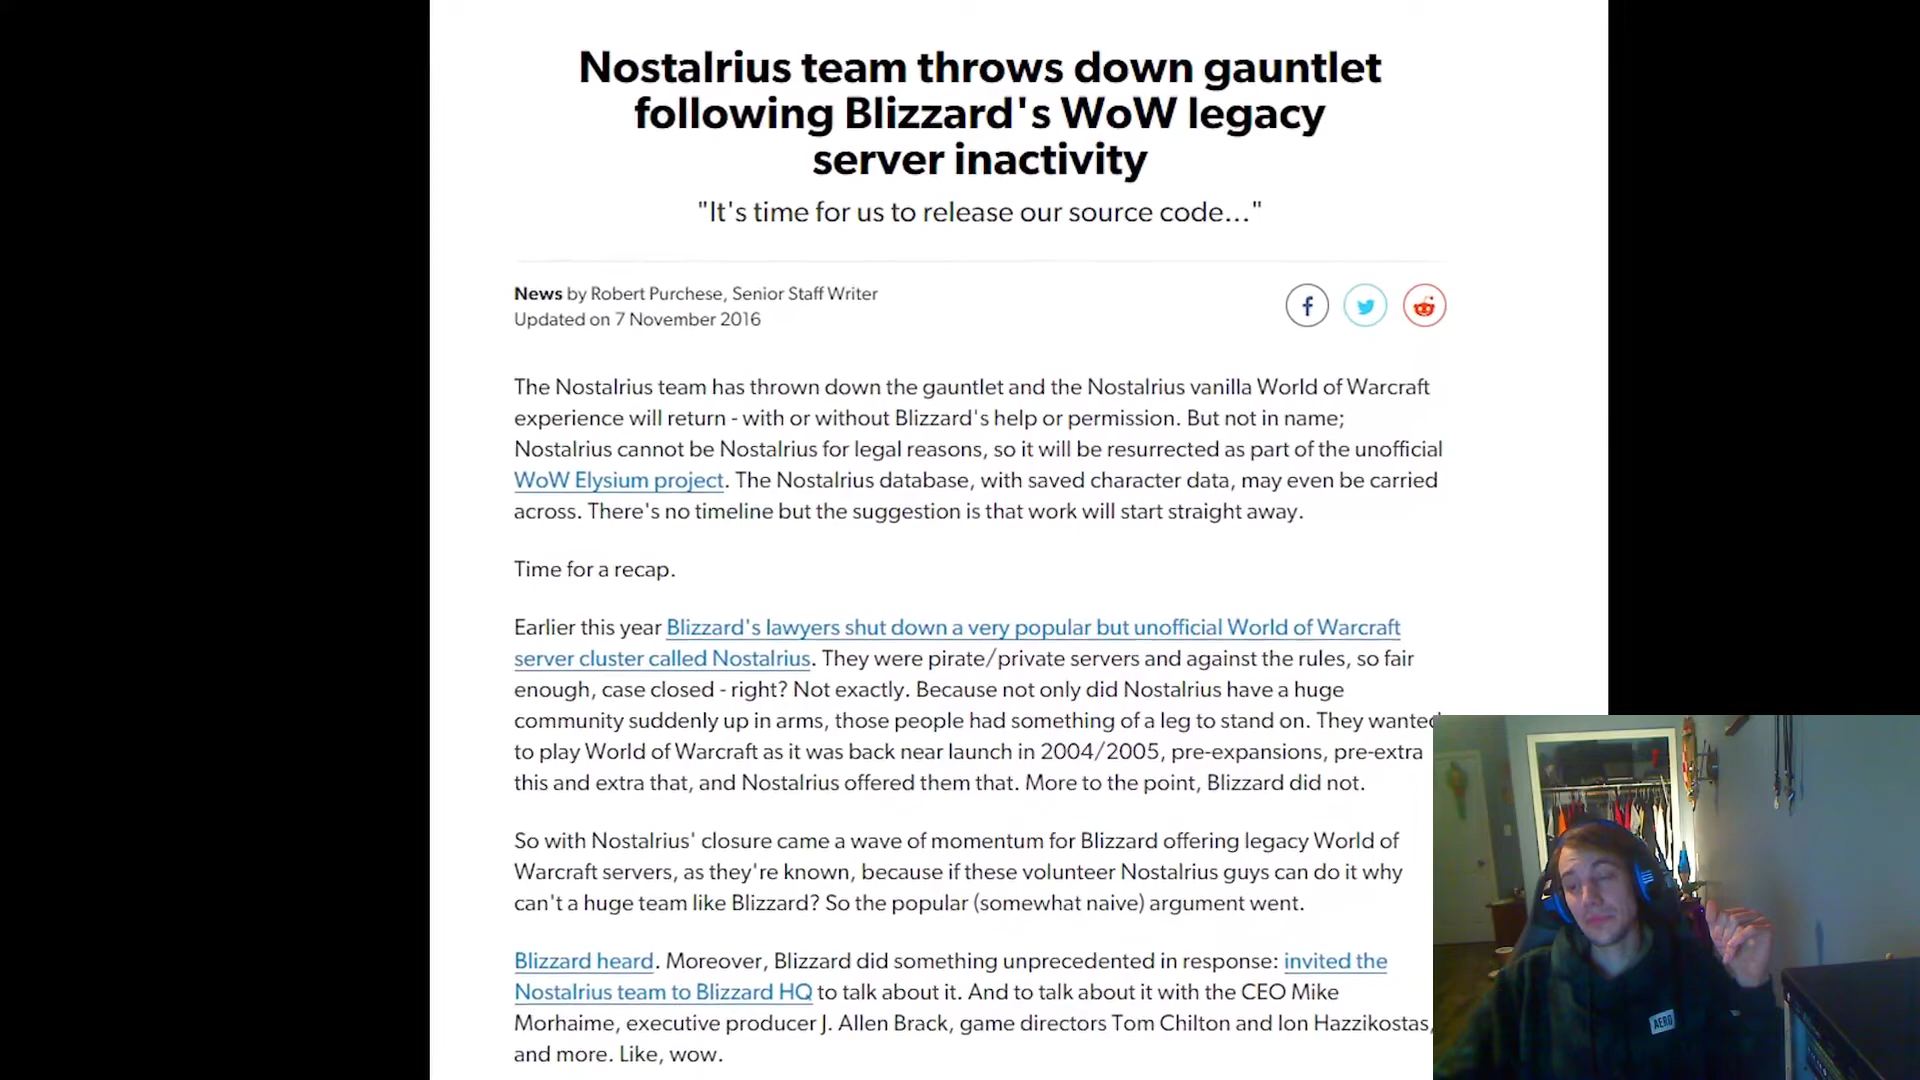 Nostalrius team throws down gauntlet
following Blizzard's WoW legacy
server inactivity
"It's time for us to release our source code..."
News by Robert Purchese, Senior Staff Writer
Updated on 7 November 2016
The Nostalrius team has thrown down the gauntlet and the Nostalrius vanilla World of Warcraft
experience will return - with or without Blizzard's help or permission. But not in name;
Nostalrius cannot be Nostalrius for legal reasons, so it will be resurrected as part of the unofficial
WoW Elysium project. The Nostalrius database, with saved character data, may even be carried
across. There's no timeline but the suggestion is that work will start straight away.
Time for a recap.
Earlier this year Blizzard's lawyers shut down a very popular but unofficial World of Warcraft
server cluster called Nostalrius. They were pirate/private servers and against the rules, so fair
enough, case closed - right? Not exactly. Because not only did Nostalrius have a huge
community suddenly up in arms, those people had something of a leg to stand on. They wanted
to play World of Warcraft as it was back near launch in 2004/2005, pre-expansions, pre-extra
this and extra that, and Nostalrius offered them that. More to the point, Blizzard did not.
So with Nostalrius' closure came a wave of momentum for Blizzard offering legacy World of
Warcraft servers, as they're known, because if these volunteer Nostalrius guys can do it why
can't a huge team like Blizzard? So the popular (somewhat naive) argument went.
Blizzard heard. Moreover, Blizzard did something unprecedented in response: invited the
Nostalrius team to Blizzard HQ to talk about it. And to talk about it with the CEO Mike
Morhaime, executive producer J. Allen Brack, game directors Tom Chilton and Ion Hazzikostas,
and more. Like, wow.
AERO